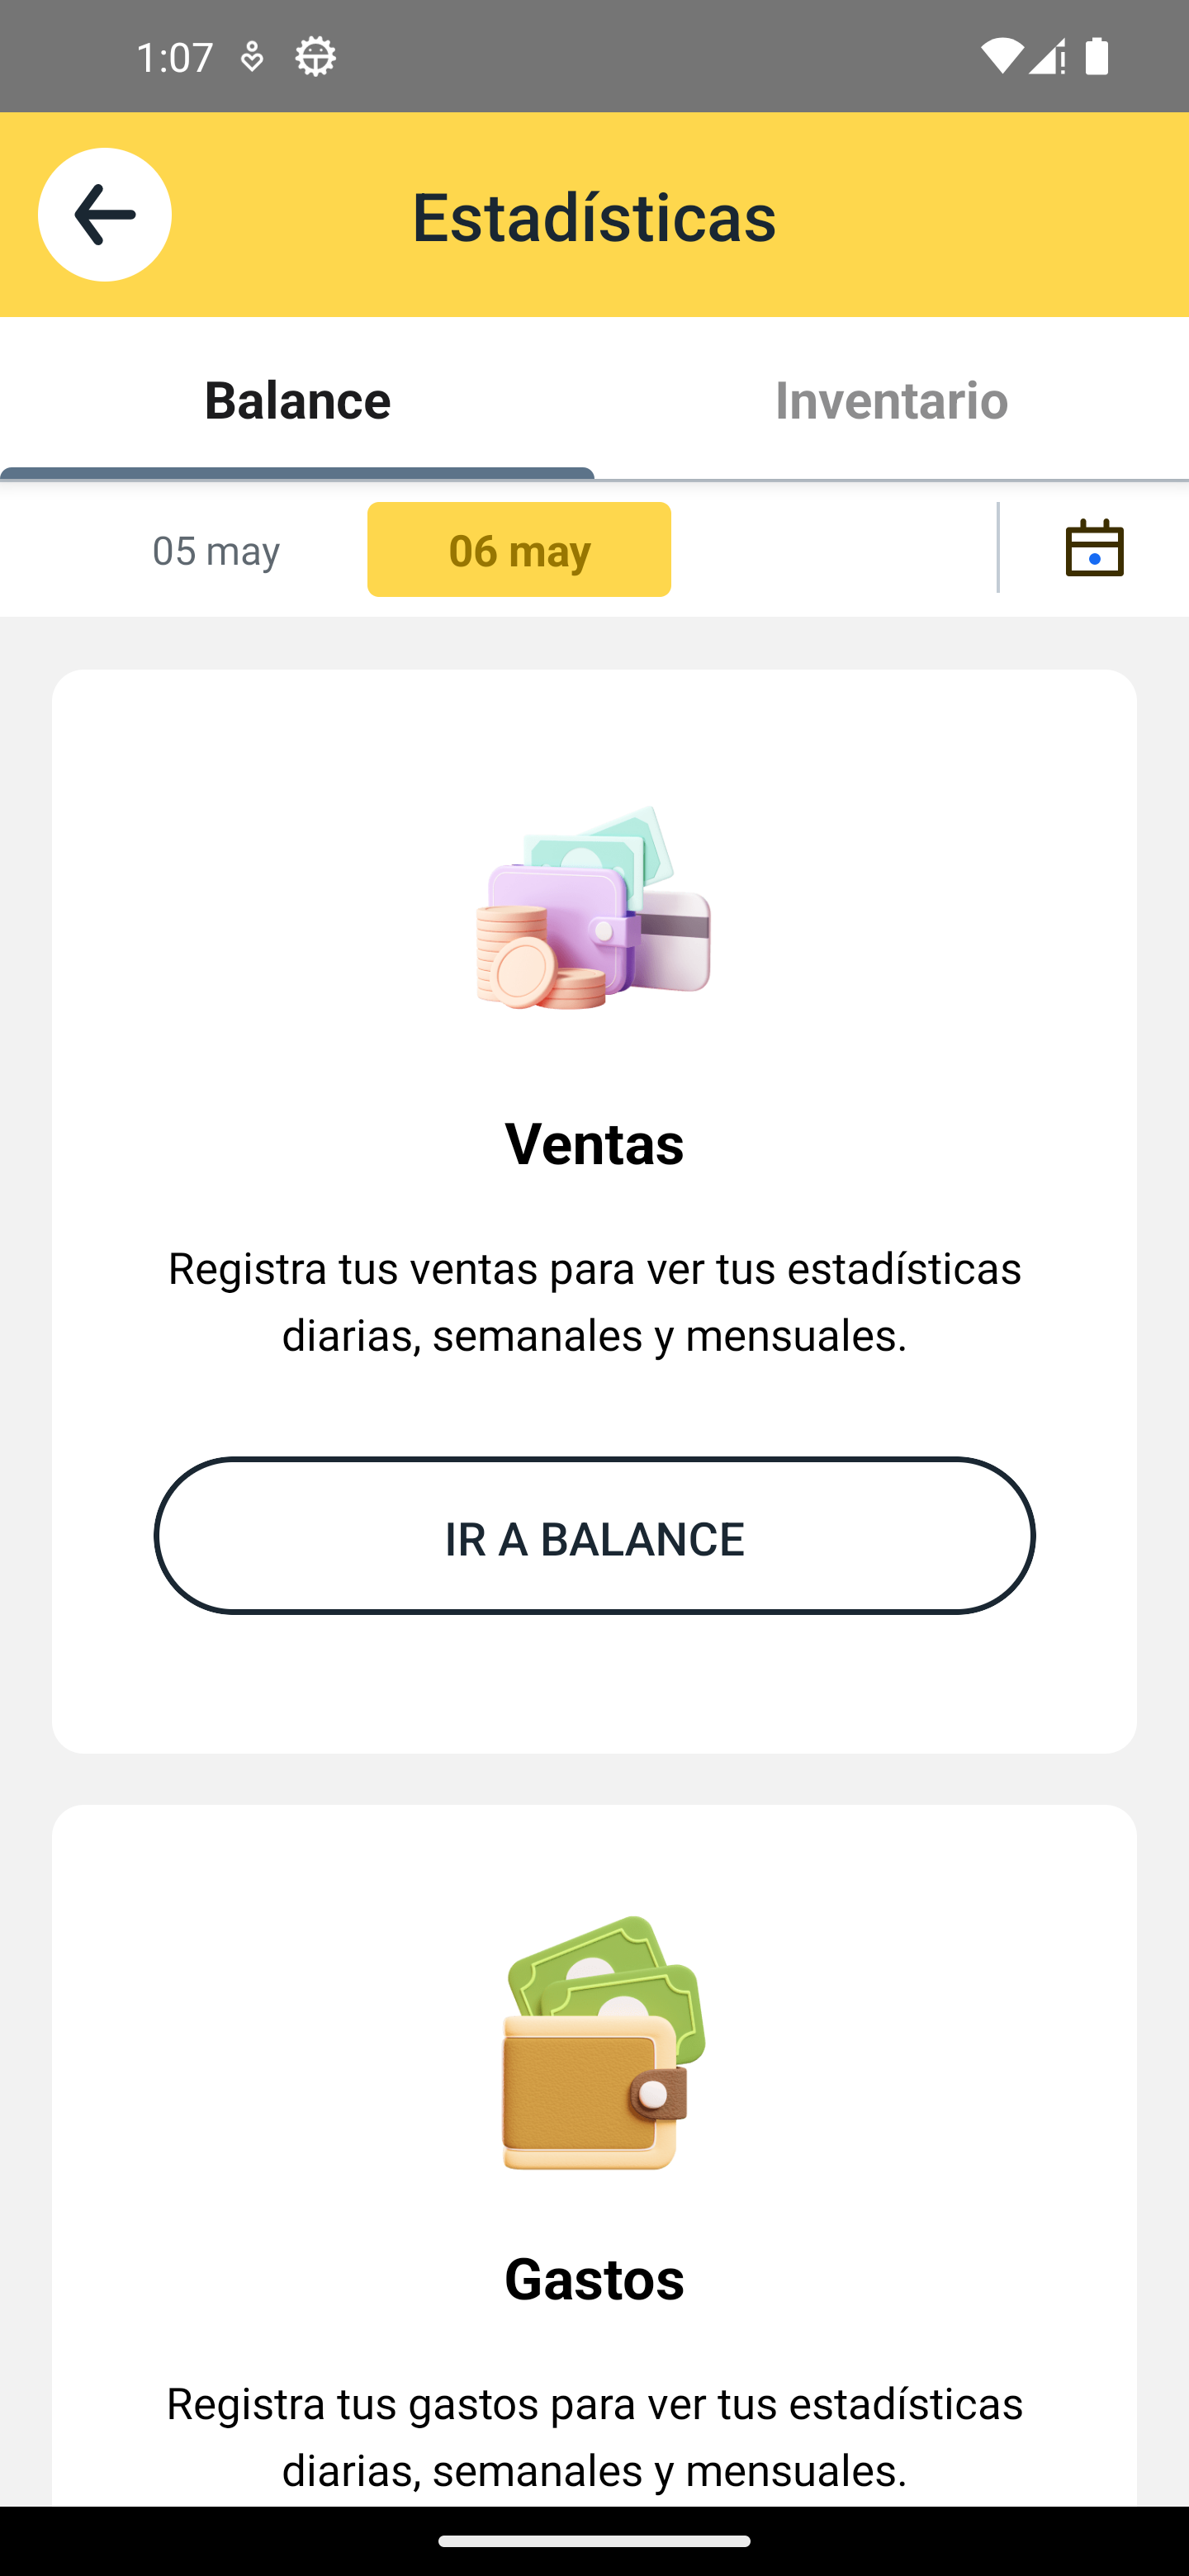 1:07
Estadísticas
Balance
Inventario
05 may
06 may
Ventas
Registra tus ventas para ver tus estadísticas
diarias, semanales y mensuales.
IR A BALANCE
Gastos
Registra tus gastos para ver tus estadísticas
diarias, semanales y mensuales.